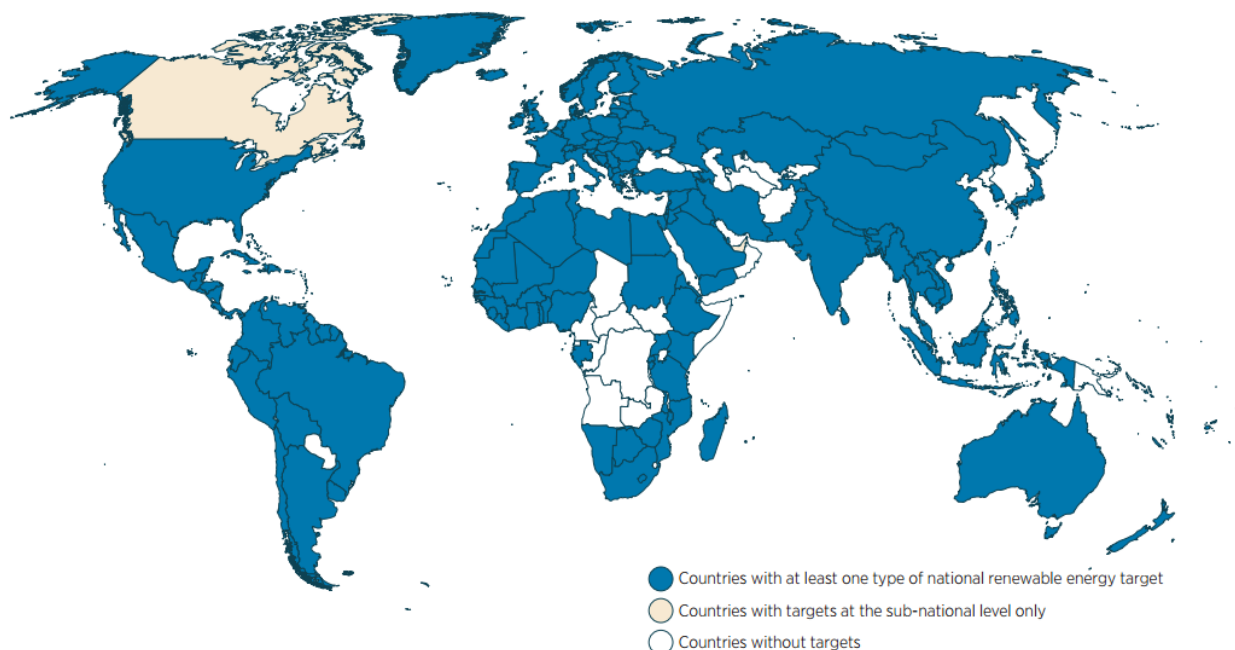 Countries with at least one type of national renewable energy target
Countries with targets at the sub-national level only
Countries without targets